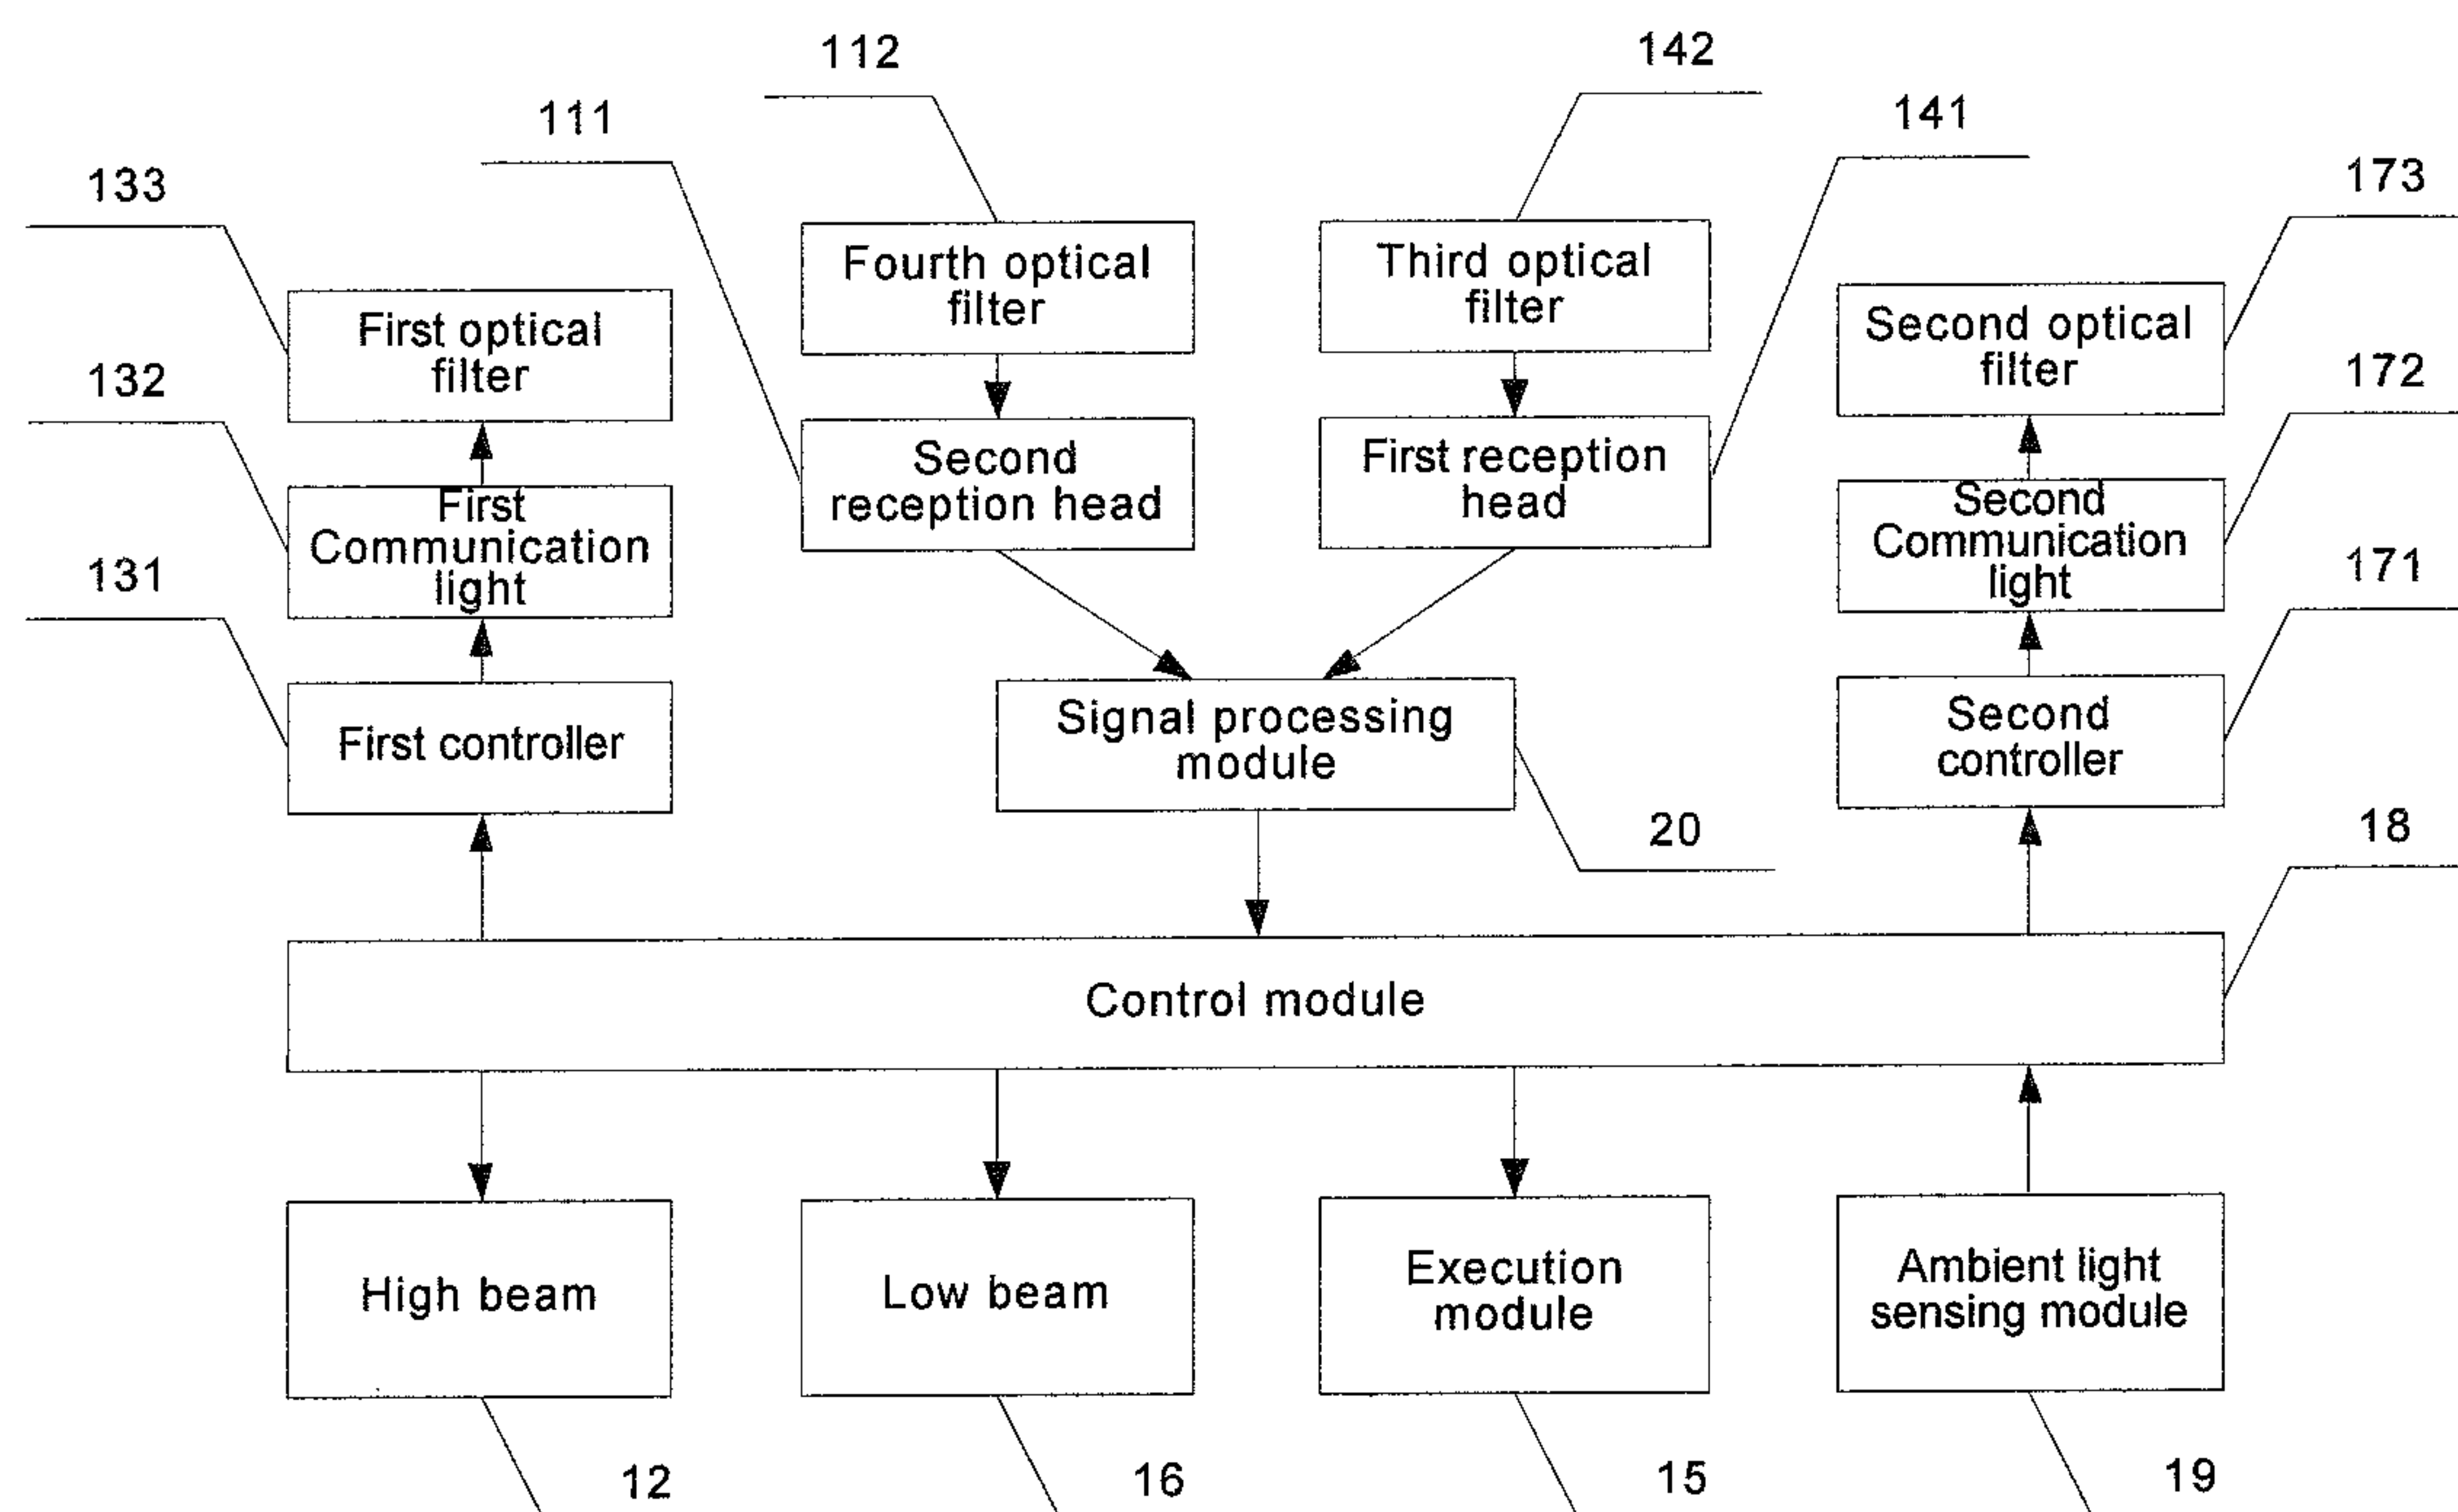 112
142
111
141
133
173
Fourth optical
filter
Third optical
filter
First optical
filter
Second optical
filter
132
172
Second
reception head
First reception
head
First
Communication
light
Second
Communication
light
131
171
First controller
Signal processing
module
Second
controller
20
18
Control module
High beam
Low beam
Execution
module
Ambient light
sensing module
12
16
15
19